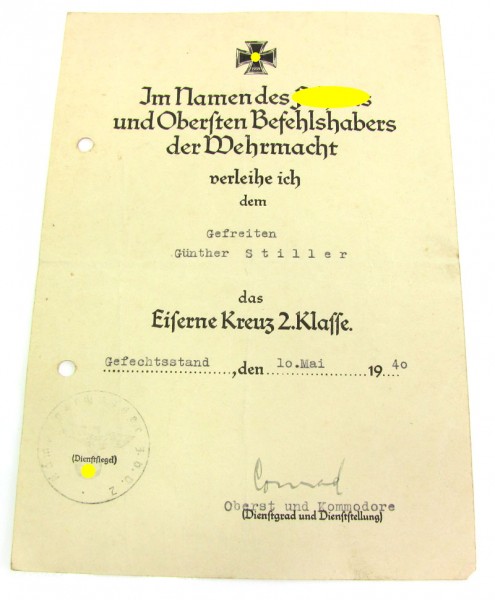 Im Namen des
und Obersten Befehlshabers
der Wehrmacht
verleihe ich
dem
Gefreiten
Günther Stiller
das
Eiserne Kreuz 2. Klasse.
Gefechtsstand, den 10. Mai 1940
(Dienstsiegel)
Conrad
Oberst und Kommodore
(Dienstgrad und Dienststellung)